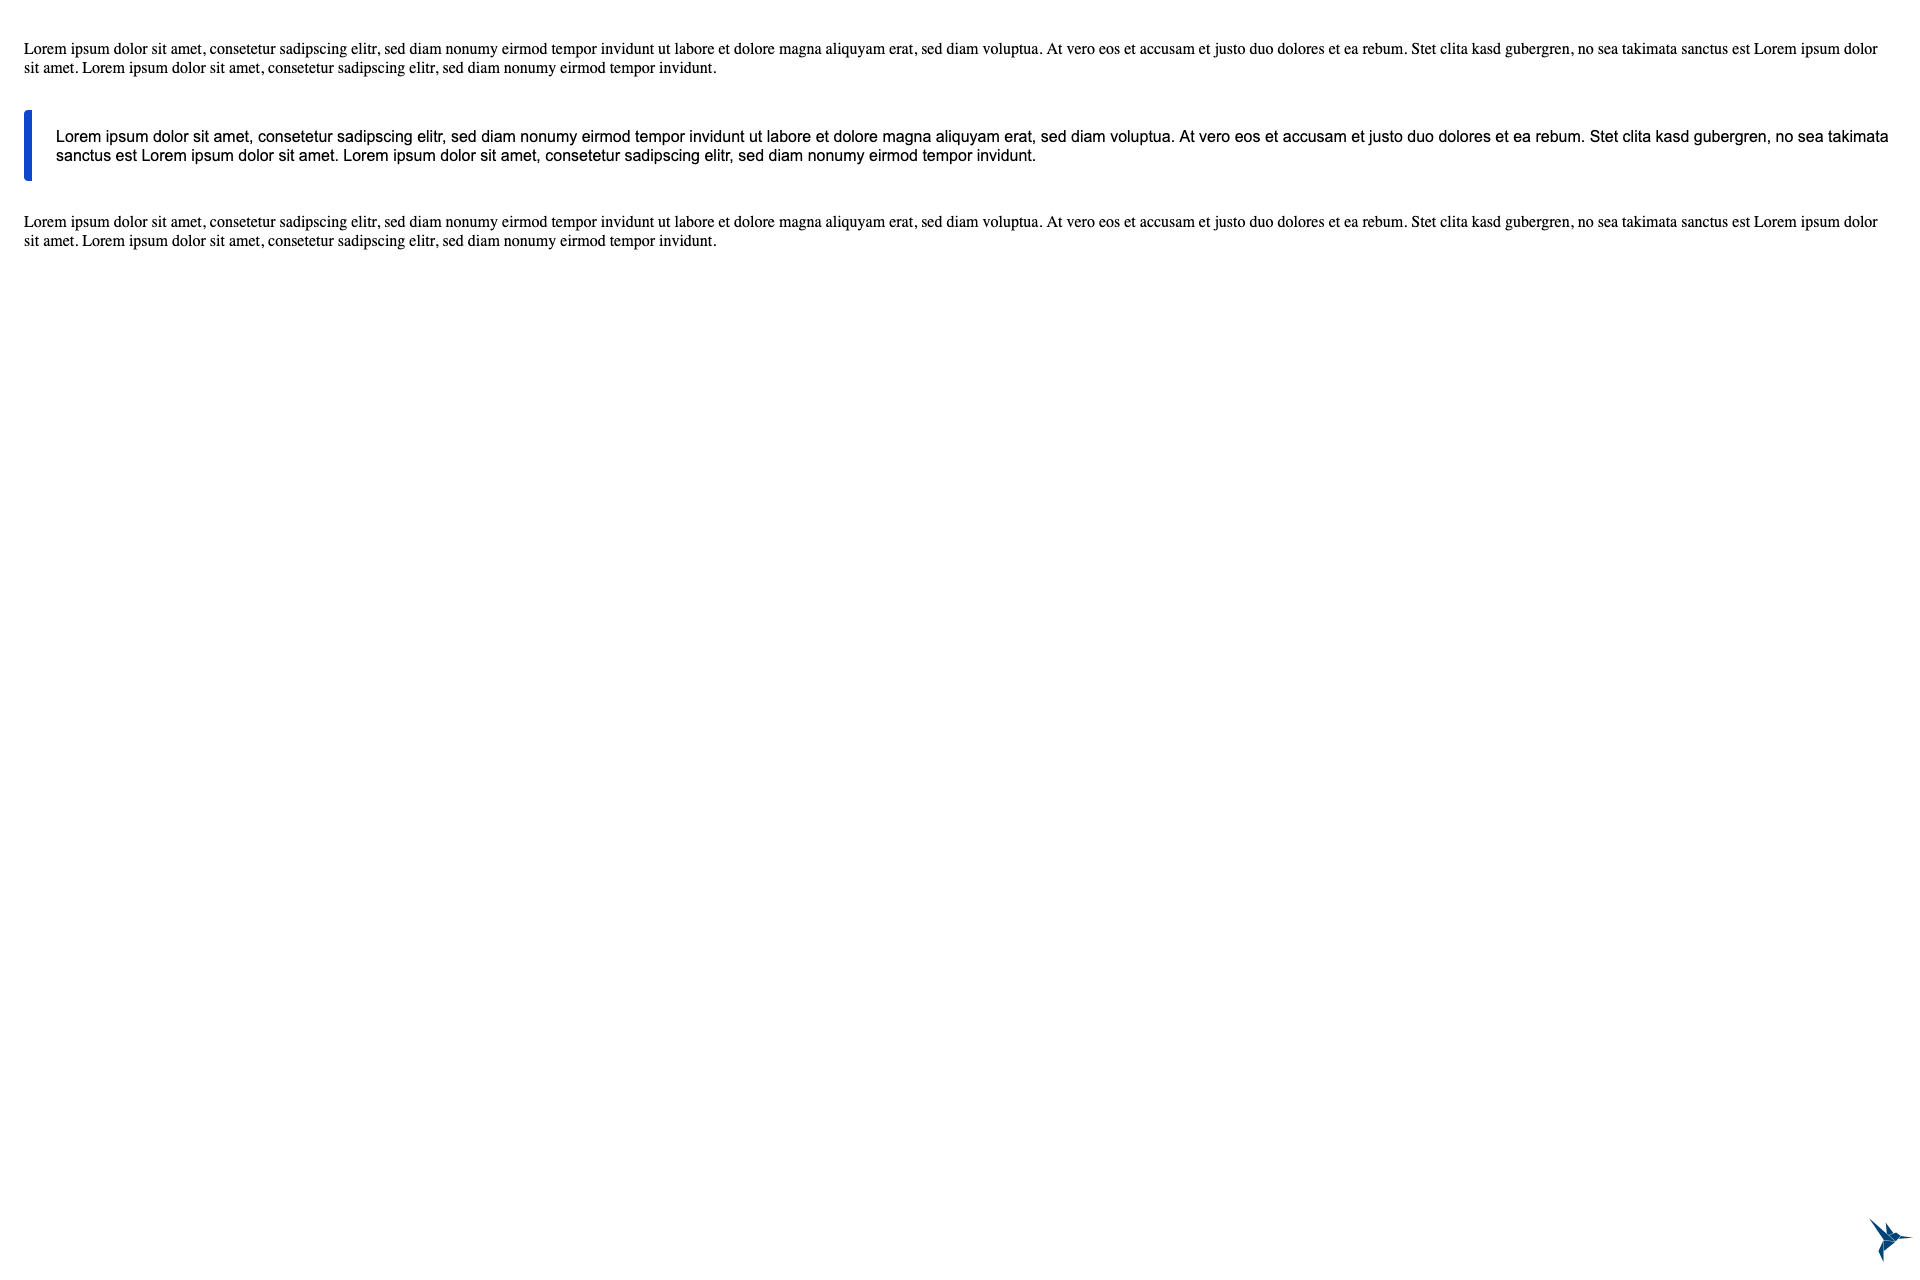 Lorem ipsum dolor sit amet, consetetur sadipscing elitr, sed diam nonumy eirmod tempor invidunt ut labore et dolore magna aliquyam erat, sed diam voluptua. At vero eos et accusam et justo duo dolores et ea rebum. Stet clita kasd gubergren, no sea takimata sanctus est Lorem ipsum dolor
sit amet. Lorem ipsum dolor sit amet, consetetur sadipscing elitr, sed diam nonumy eirmod tempor invidunt.
Lorem ipsum dolor sit amet, consetetur sadipscing elitr, sed diam nonumy eirmod tempor invidunt ut labore et dolore magna aliquyam erat, sed diam voluptua. At vero eos et accusam et justo duo dolores et ea rebum. Stet clita kasd gubergren, no sea takimata
sanctus est Lorem ipsum dolor sit amet. Lorem ipsum dolor sit amet, consetetur sadipscing elitr, sed diam nonumy eirmod tempor invidunt.
Lorem ipsum dolor sit amet, consetetur sadipscing elitr, sed diam nonumy eirmod tempor invidunt ut labore et dolore magna aliquyam erat, sed diam voluptua. At vero eos et accusam et justo duo dolores et ea rebum. Stet clita kasd gubergren, no sea takimata sanctus est Lorem ipsum dolor
sit amet. Lorem ipsum dolor sit amet, consetetur sadipscing elitr, sed diam nonumy eirmod tempor invidunt.